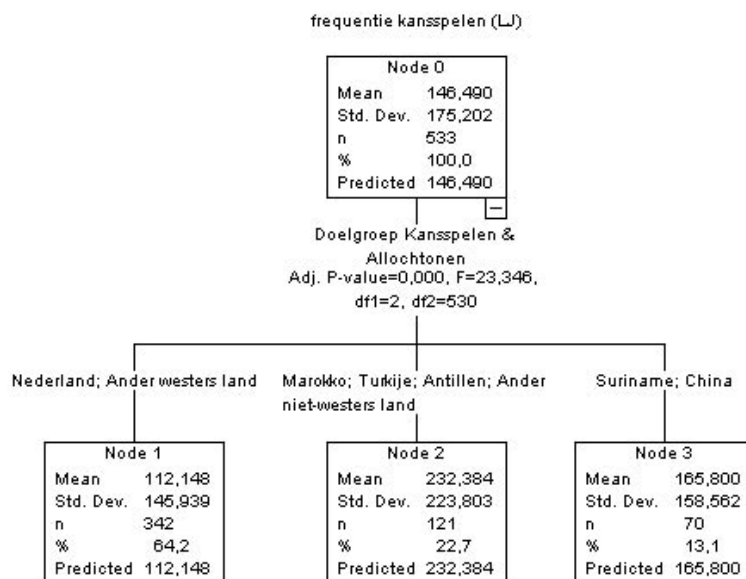 frequentie kansspelen (LJ)
Node 0
Mean 146,490
Std. Dev. 175,202
n 533
% 100,0
Predicted 146,490
Doelgroep Kansspelen &
Allochtonen
Adj. P-value=0,000, F=23,346,
df1=2, df2=530
Nederland; Ander westers land
Marokko; Turkije; Antillen; Ander
niet-westers land
Suriname; China
Node 1
Mean 112,148
Std. Dev. 145,939
n 342
% 64,2
Predicted 112,148
Node 2
Mean 232,384
Std. Dev. 223,803
n 121
% 22,7
Predicted 232,384
Node 3
Mean 165,800
Std. Dev. 158,562
n 70
% 13,1
Predicted 165,800